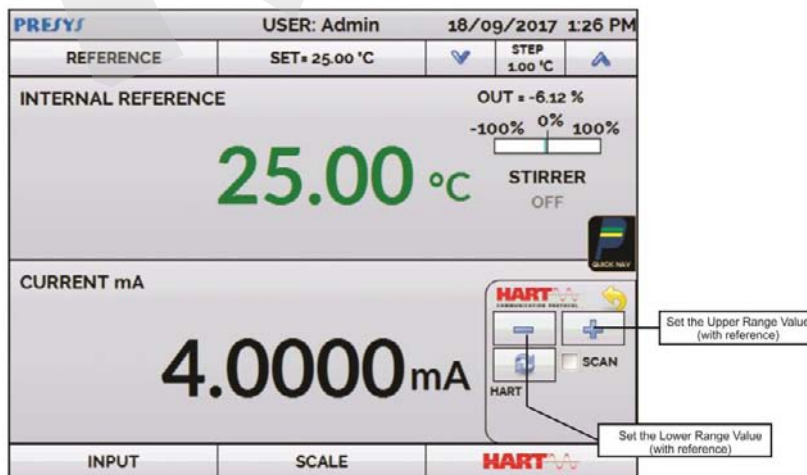 PRESYS
USER: Admin
18/09/2017 1:26 PM
REFERENCE
SET= 25.00 °C
STEP
1.00 °C
INTERNAL REFERENCE
OUT = -6.12 %
-100% 0% 100%
25.00 °C
STIRRER
OFF
QUICK NAV
CURRENT mA
HART
COMMUNICATION PROTOCOL
4.0000 mA
SCAN
HART
Set the Upper Range Value
(with reference)
Set the Lower Range Value
(with reference)
INPUT
SCALE
HART